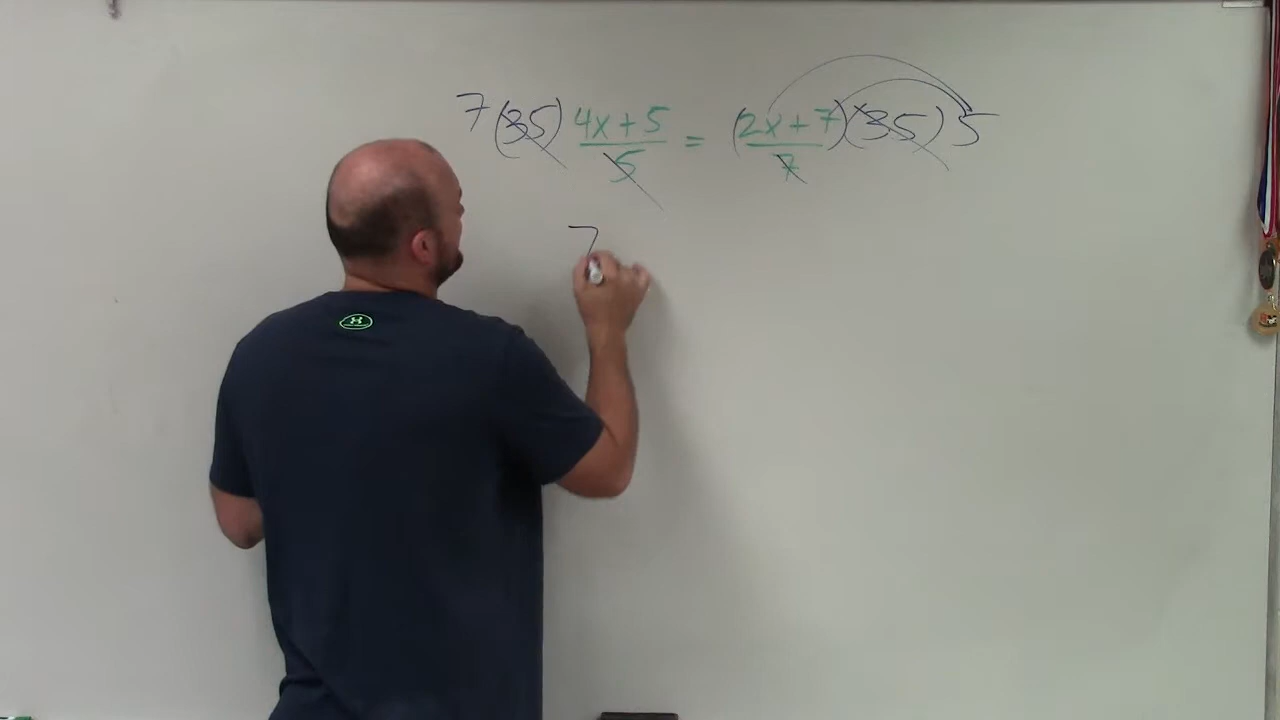 7 (35) 4x + 5 / 5 = (2x + 7 / 7)(35) 5
7